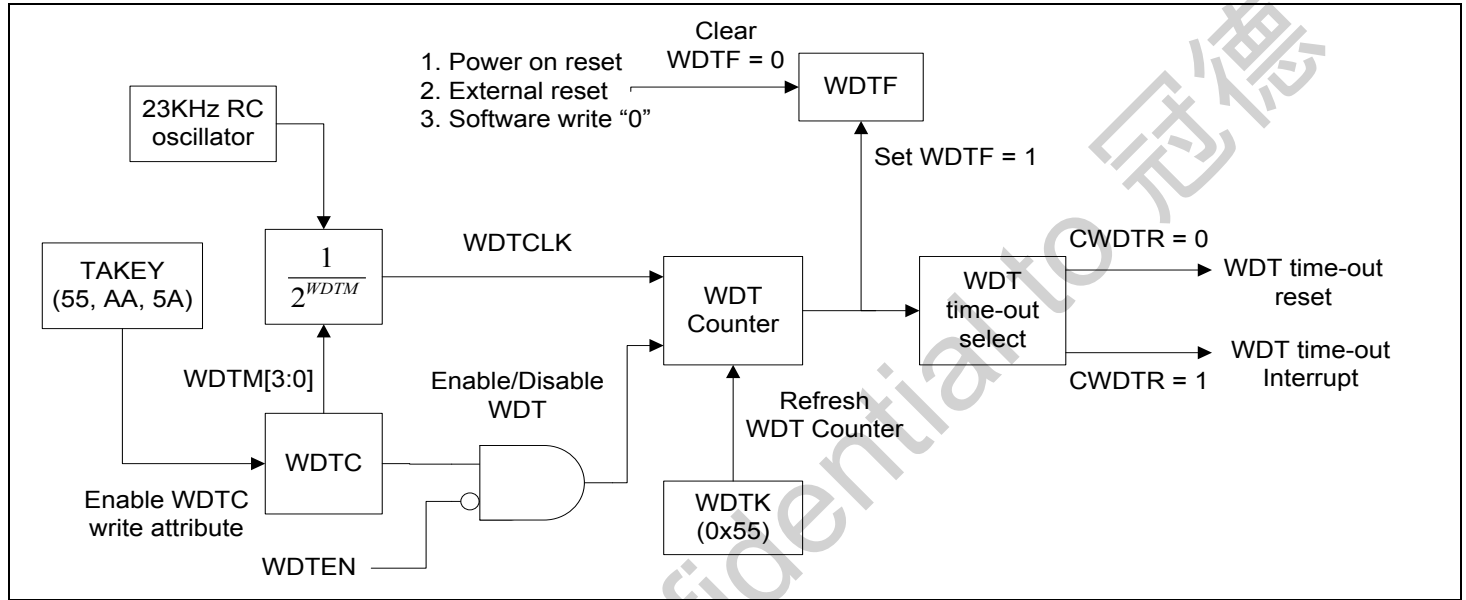 Clear
WDTF = 0
1. Power on reset
2. External reset
3. Software write “0”
WDTF
23KHz RC
oscillator
Set WDTF = 1
TAKEY
(55, AA, 5A)
1
2^WDTM
WDTCLK
WDT
Counter
WDT
time-out
select
CWDTR = 0
WDT time-out
reset
WDT time-out
Interrupt
CWDTR = 1
WDTM[3:0]
Enable/Disable
WDT
Refresh
WDT Counter
WDTC
Enable WDTC
write attribute
WDTK
(0x55)
WDTEN
fidential to 冠德